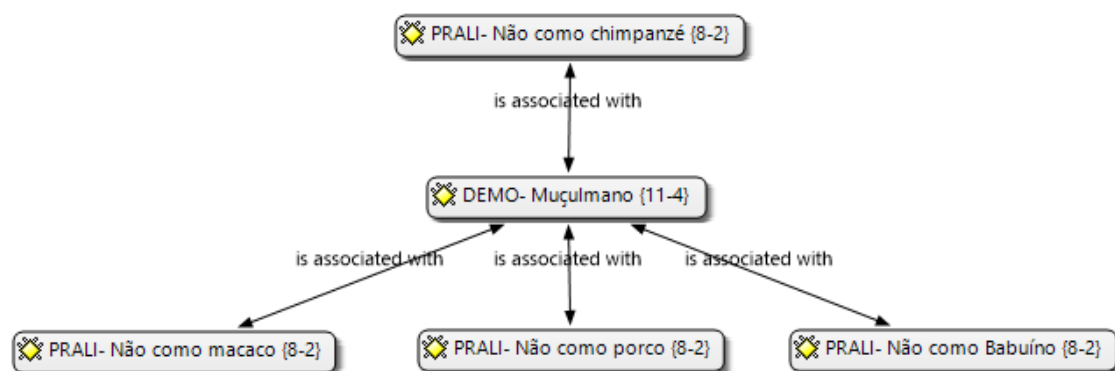 PRALI- Não como chimpanzé {8-2}
is associated with
DEMO- Muçulmano {11-4}
is associated with
is associated with
is associated with
PRALI- Não como macaco {8-2}
PRALI- Não como porco {8-2}
PRALI- Não como Babuíno {8-2}